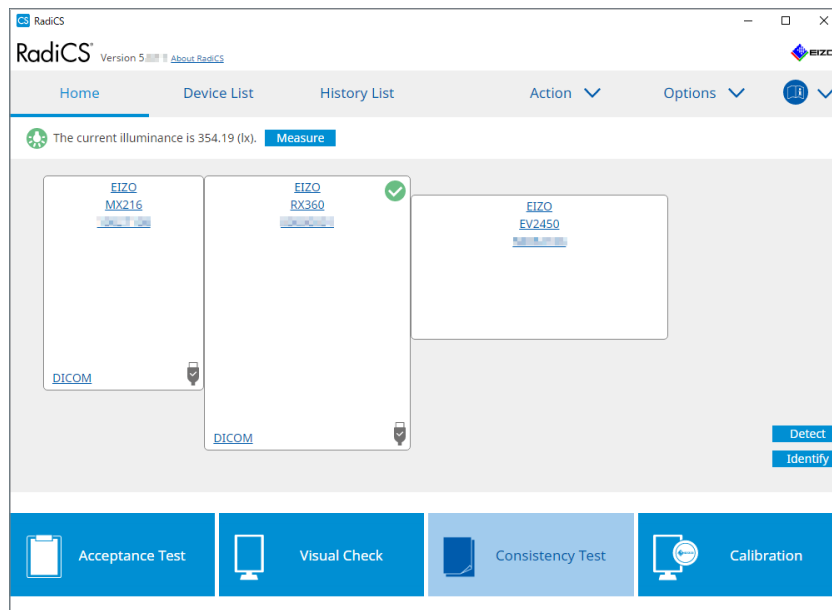 CS RadiCS
RadiCS® Version 5. About RadiCS
EIZO
Home Device List History List Action Options
The current illuminance is 354.19 (lx). Measure
EIZO
MX216
DICOM
EIZO
RX360
DICOM
EIZO
EV2450
Detect
Identify
Acceptance Test Visual Check Consistency Test Calibration